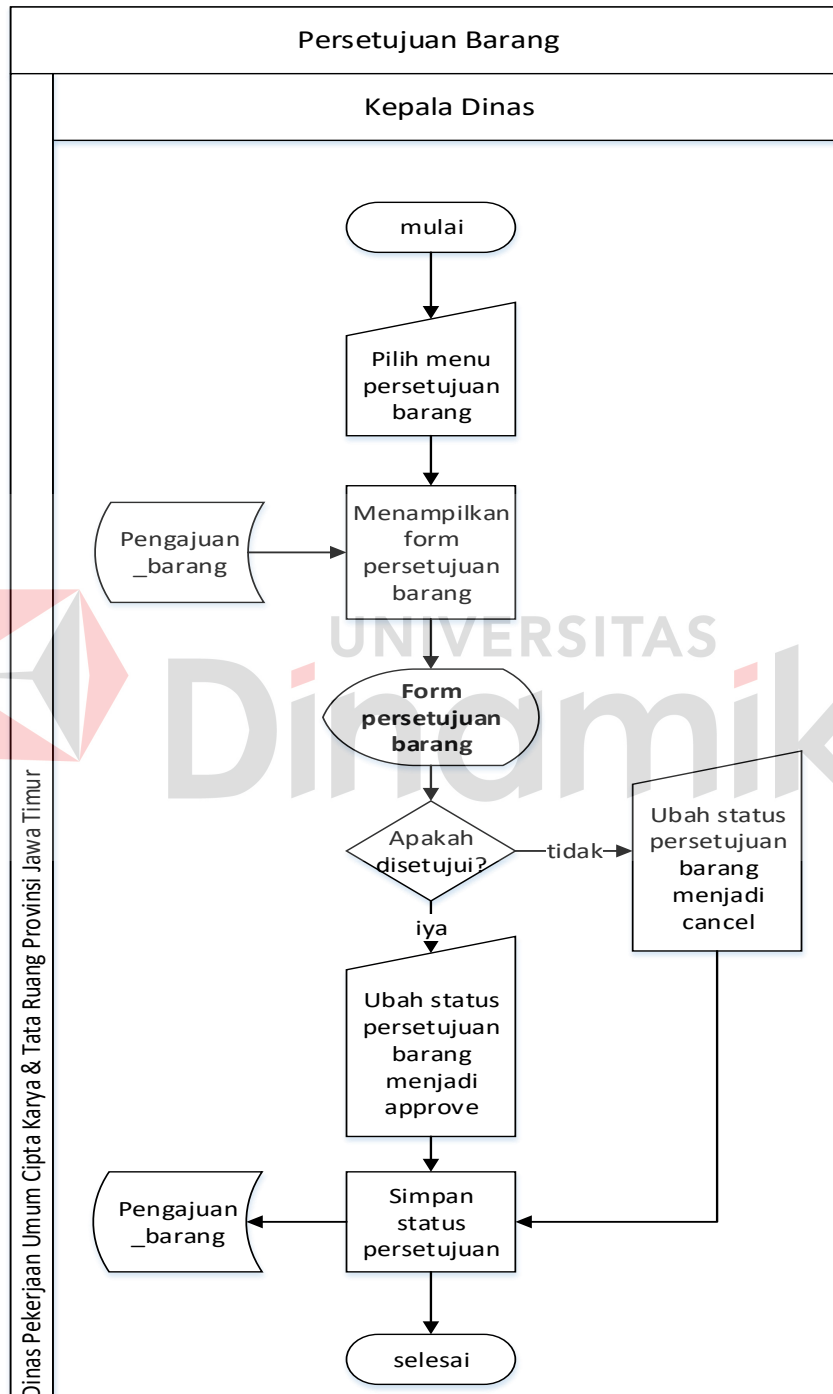 Persetujuan Barang
Kepala Dinas
Dinas Pekerjaan Umum Cipta Karya & Tata Ruang Provinsi Jawa Timur
mulai
Pilih menu
persetujuan
barang
Pengajuan
_barang
Menampilkan
form
persetujuan
barang
UNIVERSITAS
Dinamik
Form
persetujuan
barang
Apakah
disetujui?
tidak
Ubah status
persetujuan
barang
menjadi
cancel
iya
Ubah status
persetujuan
barang
menjadi
approve
Pengajuan
_barang
Simpan
status
persetujuan
selesai